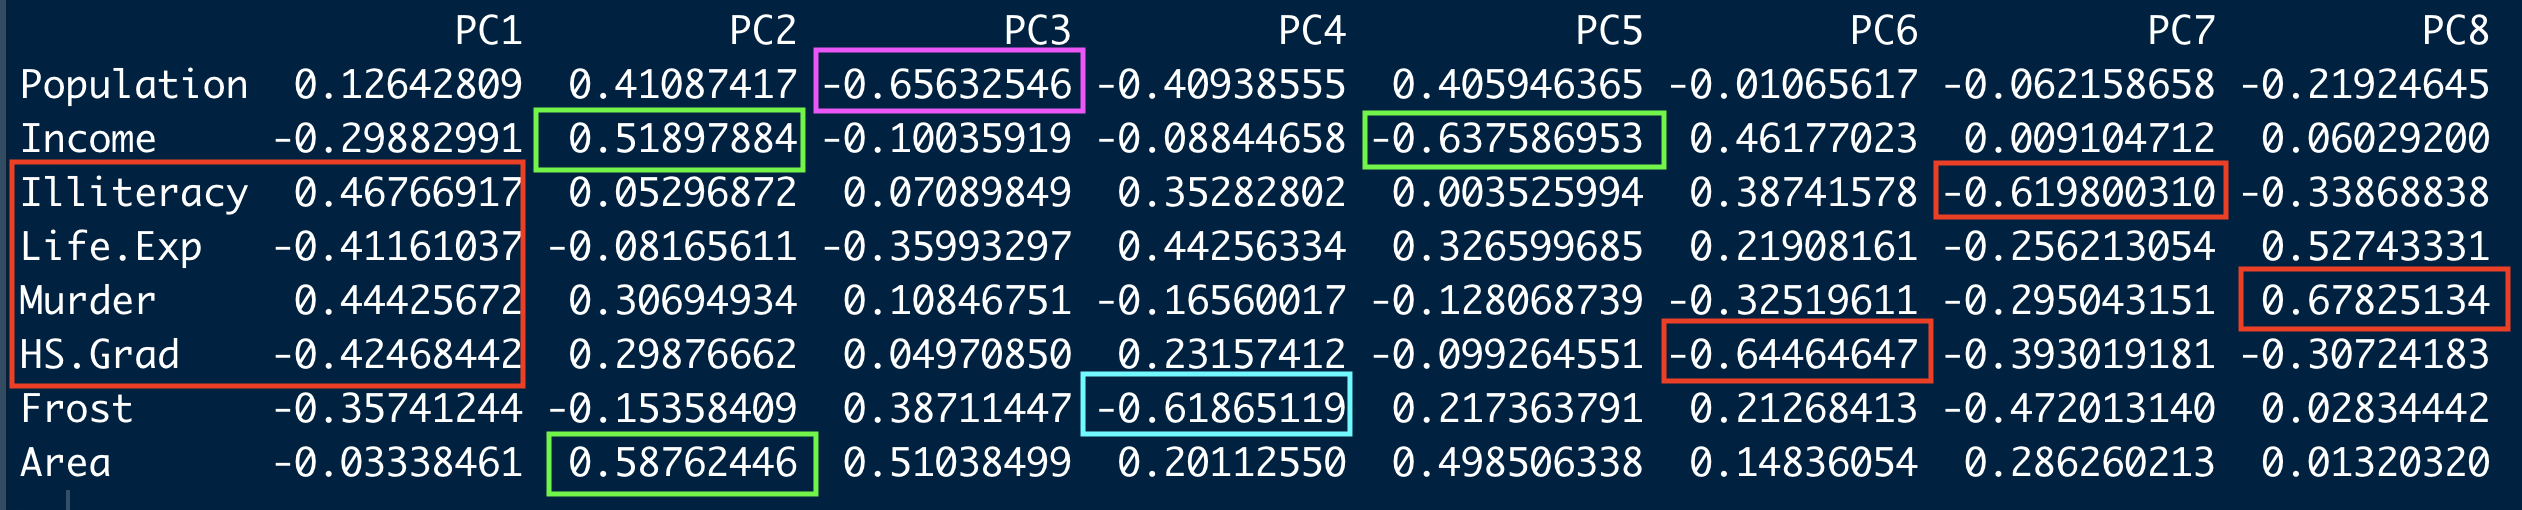 PC1 PC2 PC3 PC4 PC5 PC6 PC7 PC8
Population 0.12642809 0.41087417 -0.65632546 -0.40938555 0.405946365 -0.01065617 -0.062158658 -0.21924645
Income -0.29882991 0.51897884 -0.10035919 -0.08844658 -0.637586953 0.46177023 0.009104712 0.06029200
Illiteracy 0.46766917 0.05296872 0.07089849 0.35282802 0.003525994 0.38741578 -0.619800310 -0.33868838
Life.Exp -0.41161037 -0.08165611 -0.35993297 0.44256334 0.326599685 0.21908161 -0.256213054 0.52743331
Murder 0.44425672 0.30694934 0.10846751 -0.16560017 -0.128068739 -0.32519611 -0.295043151 0.67825134
HS.Grad -0.42468442 0.29876662 0.04970850 0.23157412 -0.099264551 -0.64464647 -0.393019181 -0.30724183
Frost -0.35741244 -0.15358409 0.38711447 -0.61865119 0.217363791 0.21268413 -0.472013140 0.02834442
Area -0.03338461 0.58762446 0.51038499 0.20112550 0.498506338 0.14836054 0.286260213 0.01320320